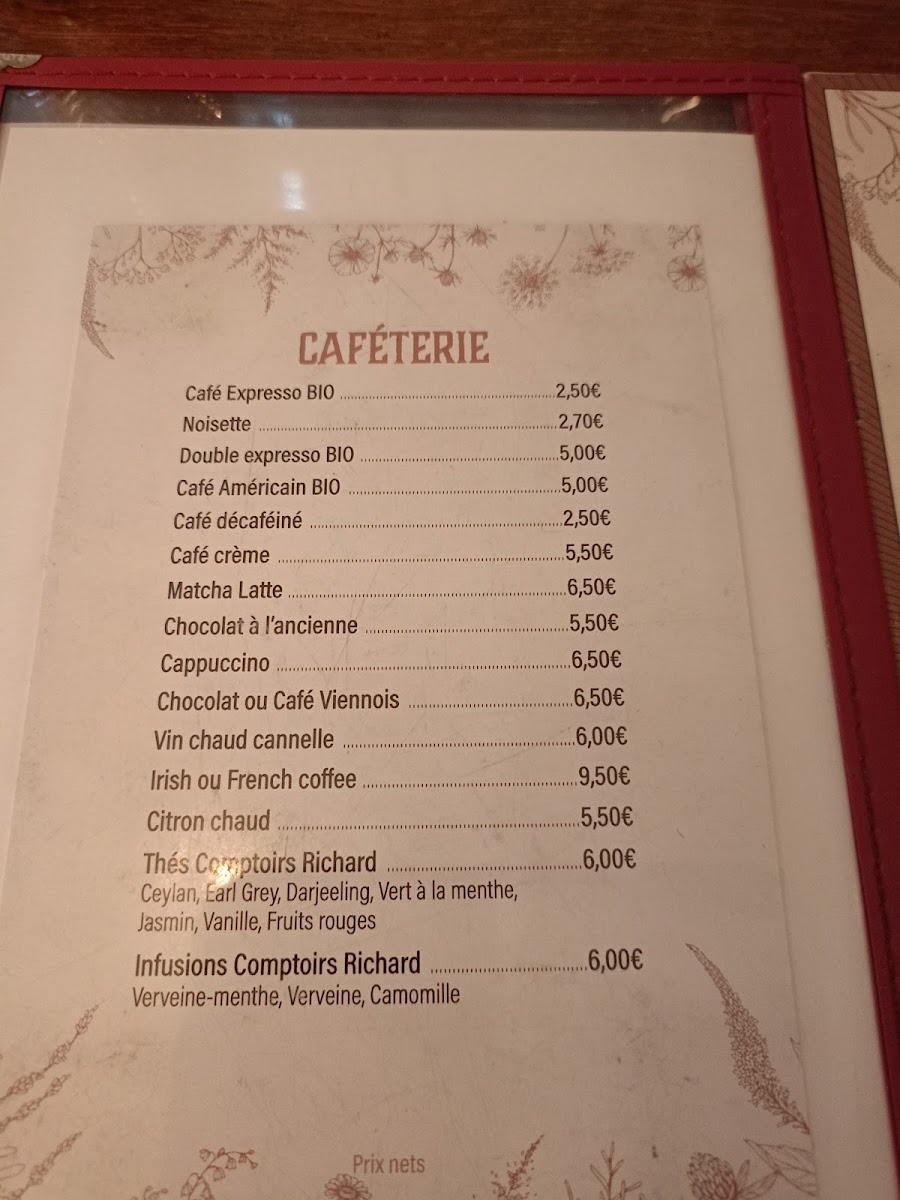 CAFÉTERIE
Café Expresso BIO 2,50€
Noisette 2,70€
Double expresso BIO 5,00€
Café Américain BIO 5,00€
Café décaféiné 2,50€
Café crème 5,50€
Matcha Latte 6,50€
Chocolat à l'ancienne 5,50€
Cappuccino 6,50€
Chocolat ou Café Viennois 6,50€
Vin chaud cannelle 6,00€
Irish ou French coffee 9,50€
Citron chaud 5,50€
Thés Comptoirs Richard 6,00€
Ceylan, Earl Grey, Darjeeling, Vert à la menthe,
Jasmin, Vanille, Fruits rouges
Infusions Comptoirs Richard 6,00€
Verveine-menthe, Verveine, Camomille
Prix nets